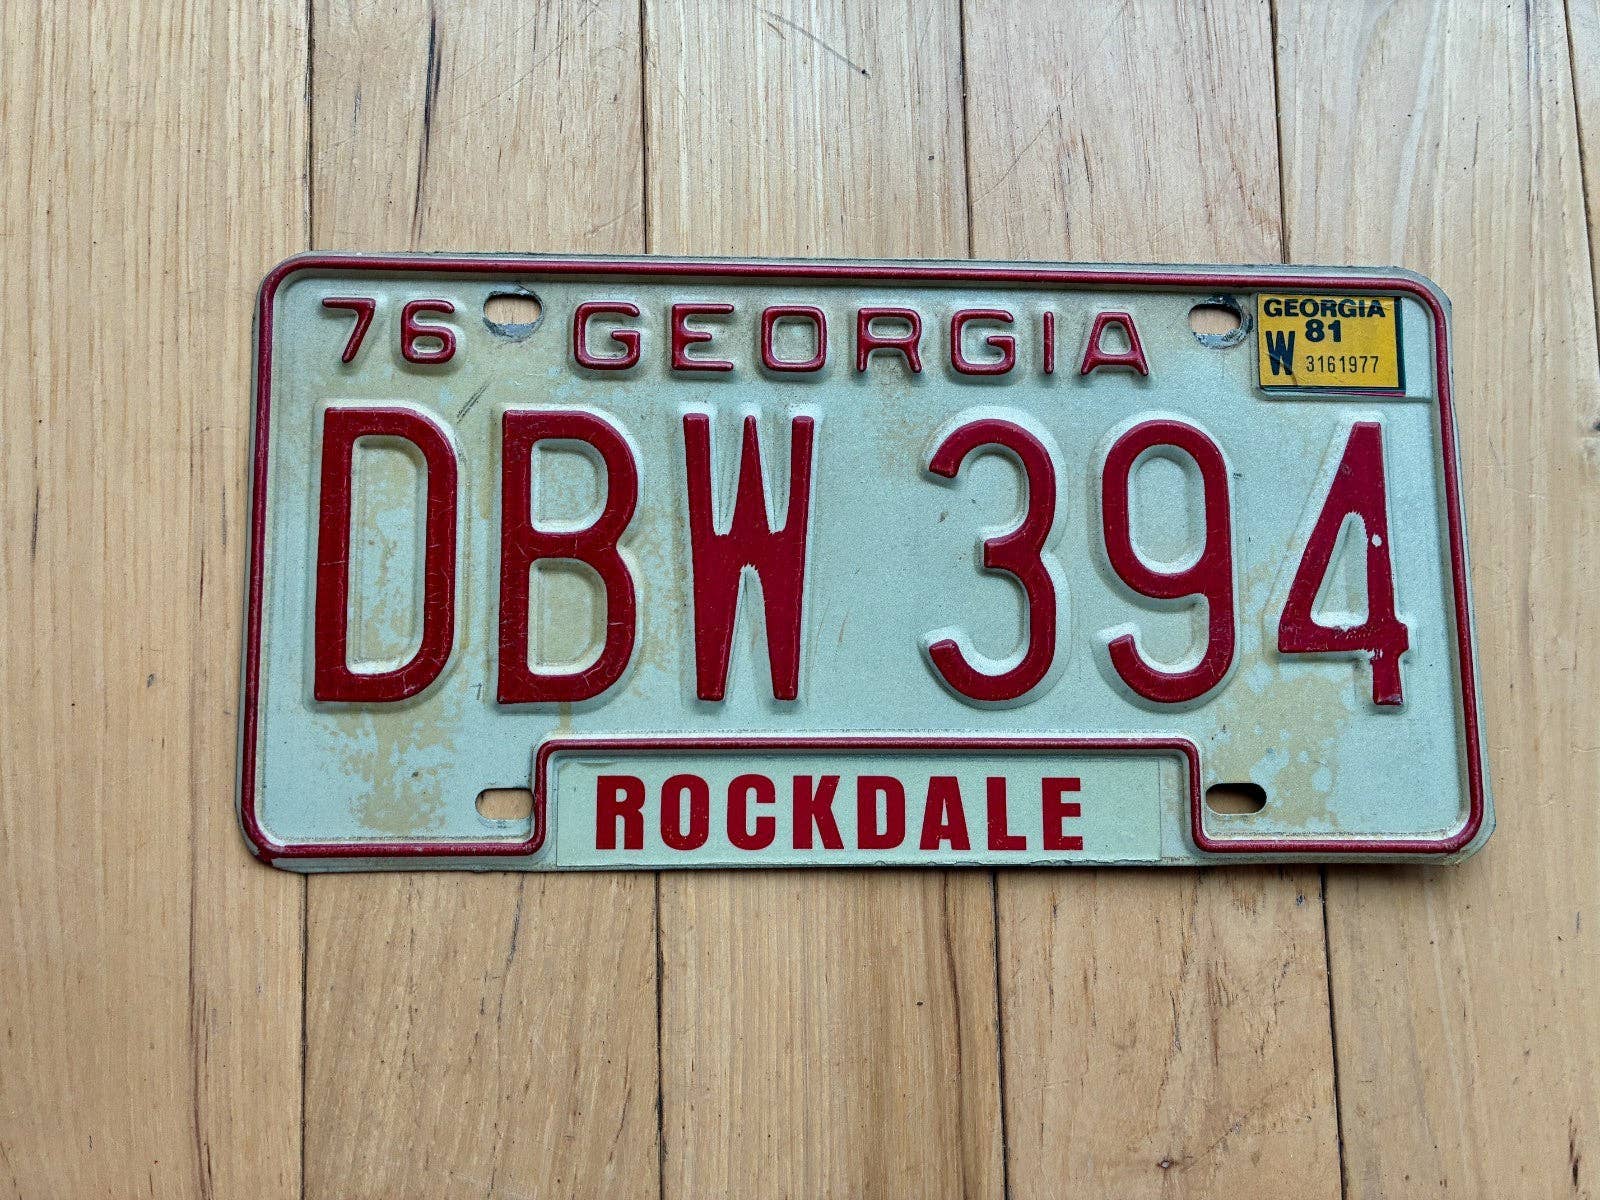 76 GEORGIA
GEORGIA
81
W 3161977
DBW 394
ROCKDALE